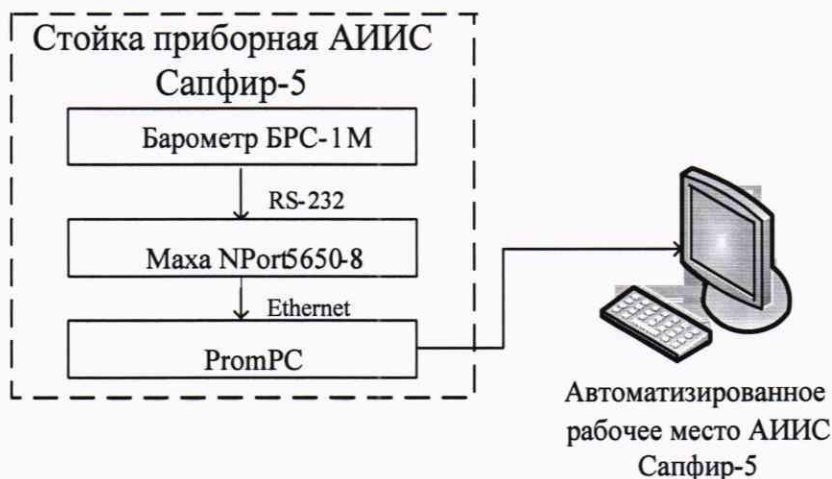 Стойка приборная АИИС
Сапфир-5
Барометр БРС-1М
RS-232
Маха NPort5650-8
Ethernet
PromPC
Автоматизированное
рабочее место АИИС
Сапфир-5